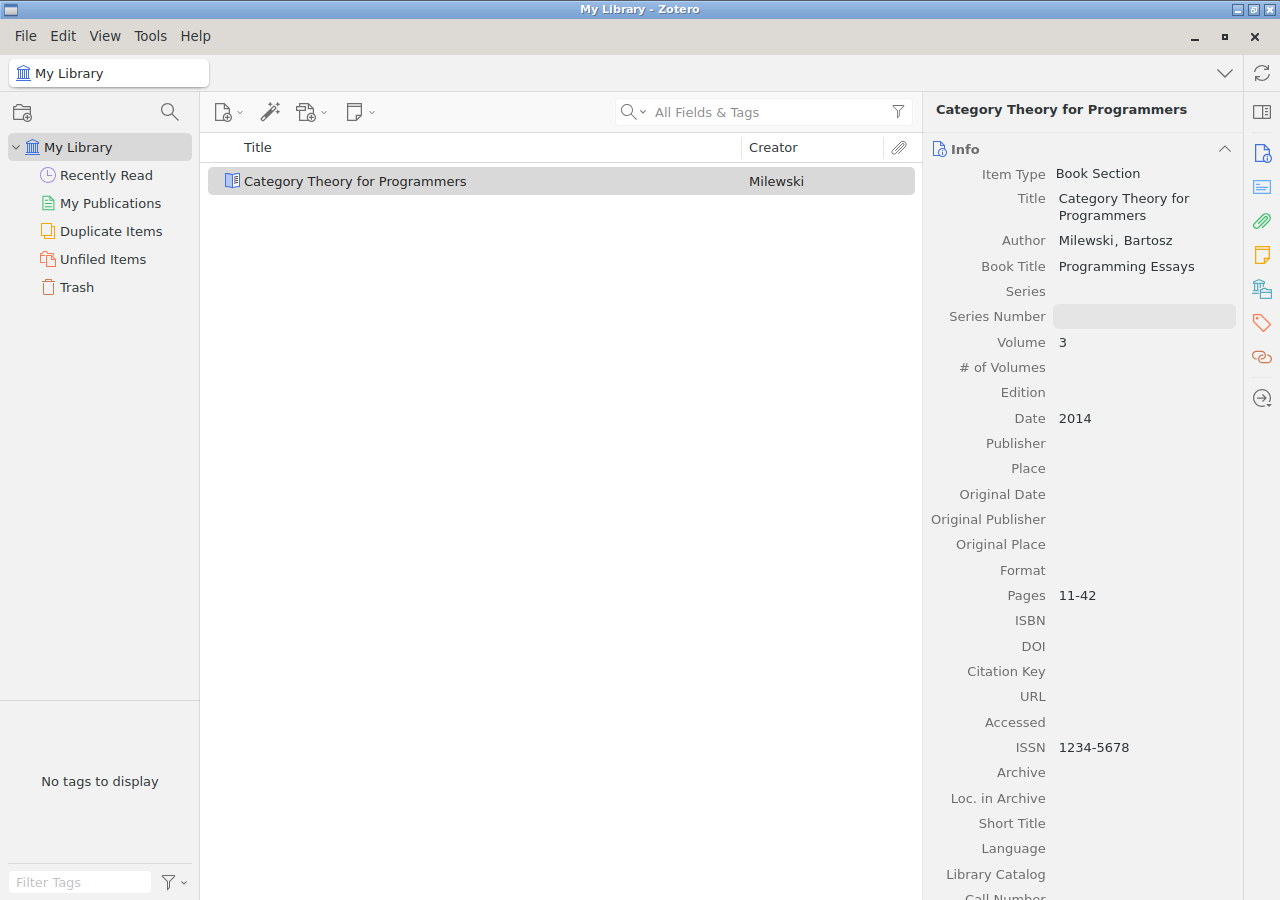 My Library - Zotero
File Edit View Tools Help
My Library
My Library
Recently Read
My Publications
Duplicate Items
Unfiled Items
Trash
No tags to display
Filter Tags
All Fields & Tags
Title Creator
Category Theory for Programmers Milewski
Category Theory for Programmers
Info
Item Type Book Section
Title Category Theory for
Programmers
Author Milewski, Bartosz
Book Title Programming Essays
Series
Series Number
Volume 3
# of Volumes
Edition
Date 2014
Publisher
Place
Original Date
Original Publisher
Original Place
Format
Pages 11-42
ISBN
DOI
Citation Key
URL
Accessed
ISSN 1234-5678
Archive
Loc. in Archive
Short Title
Language
Library Catalog
Call Number